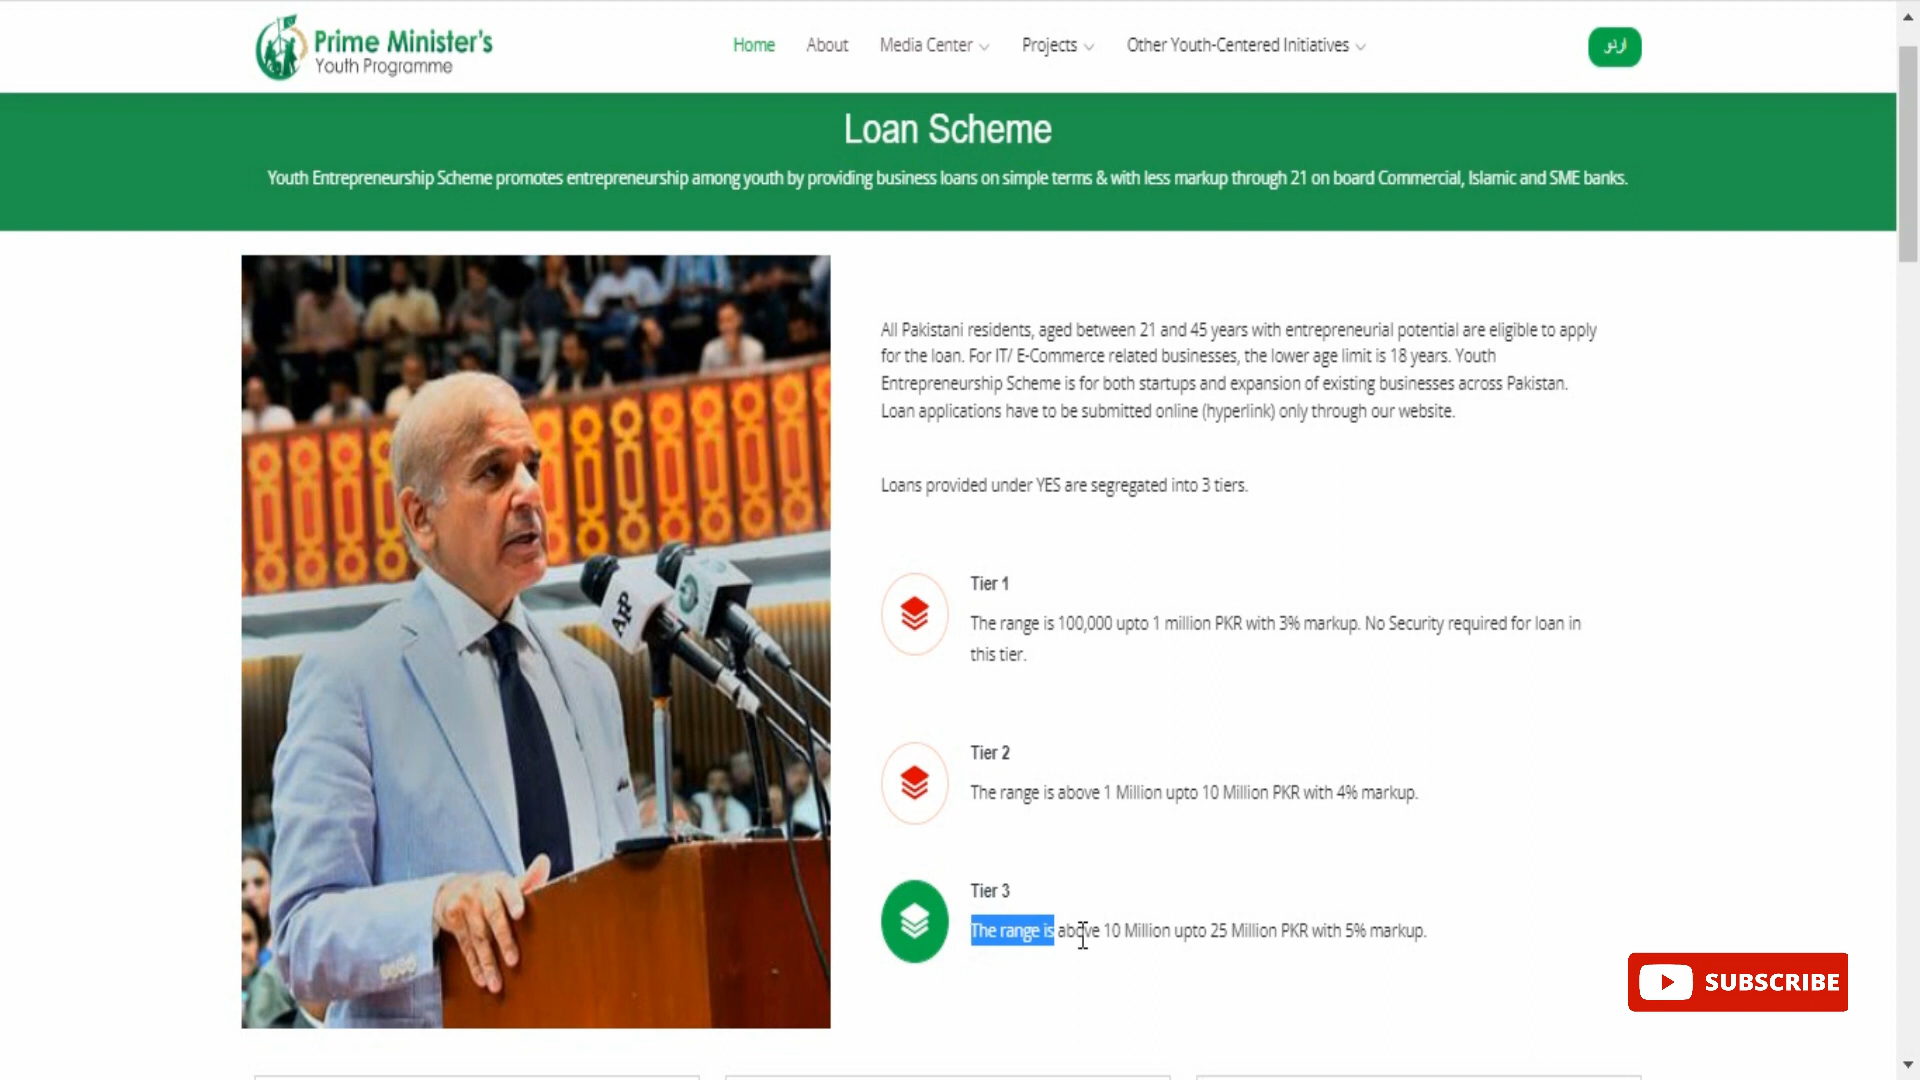 Prime Minister's
Youth Programme
Home About Media Center Projects Other Youth-Centered Initiatives
اردو
Loan Scheme
Youth Entrepreneurship Scheme promotes entrepreneurship among youth by providing business loans on simple terms & with less markup through 21 on board Commercial, Islamic and SME banks.
All Pakistani residents, aged between 21 and 45 years with entrepreneurial potential are eligible to apply
for the loan. For IT/ E-Commerce related businesses, the lower age limit is 18 years. Youth
Entrepreneurship Scheme is for both startups and expansion of existing businesses across Pakistan.
Loan applications have to be submitted online (hyperlink) only through our website.
Loans provided under YES are segregated into 3 tiers.
Tier 1
The range is 100,000 upto 1 million PKR with 3% markup. No Security required for loan in
this tier.
Tier 2
The range is above 1 Million upto 10 Million PKR with 4% markup.
Tier 3
The range is above 10 Million upto 25 Million PKR with 5% markup.
APP
SUBSCRIBE